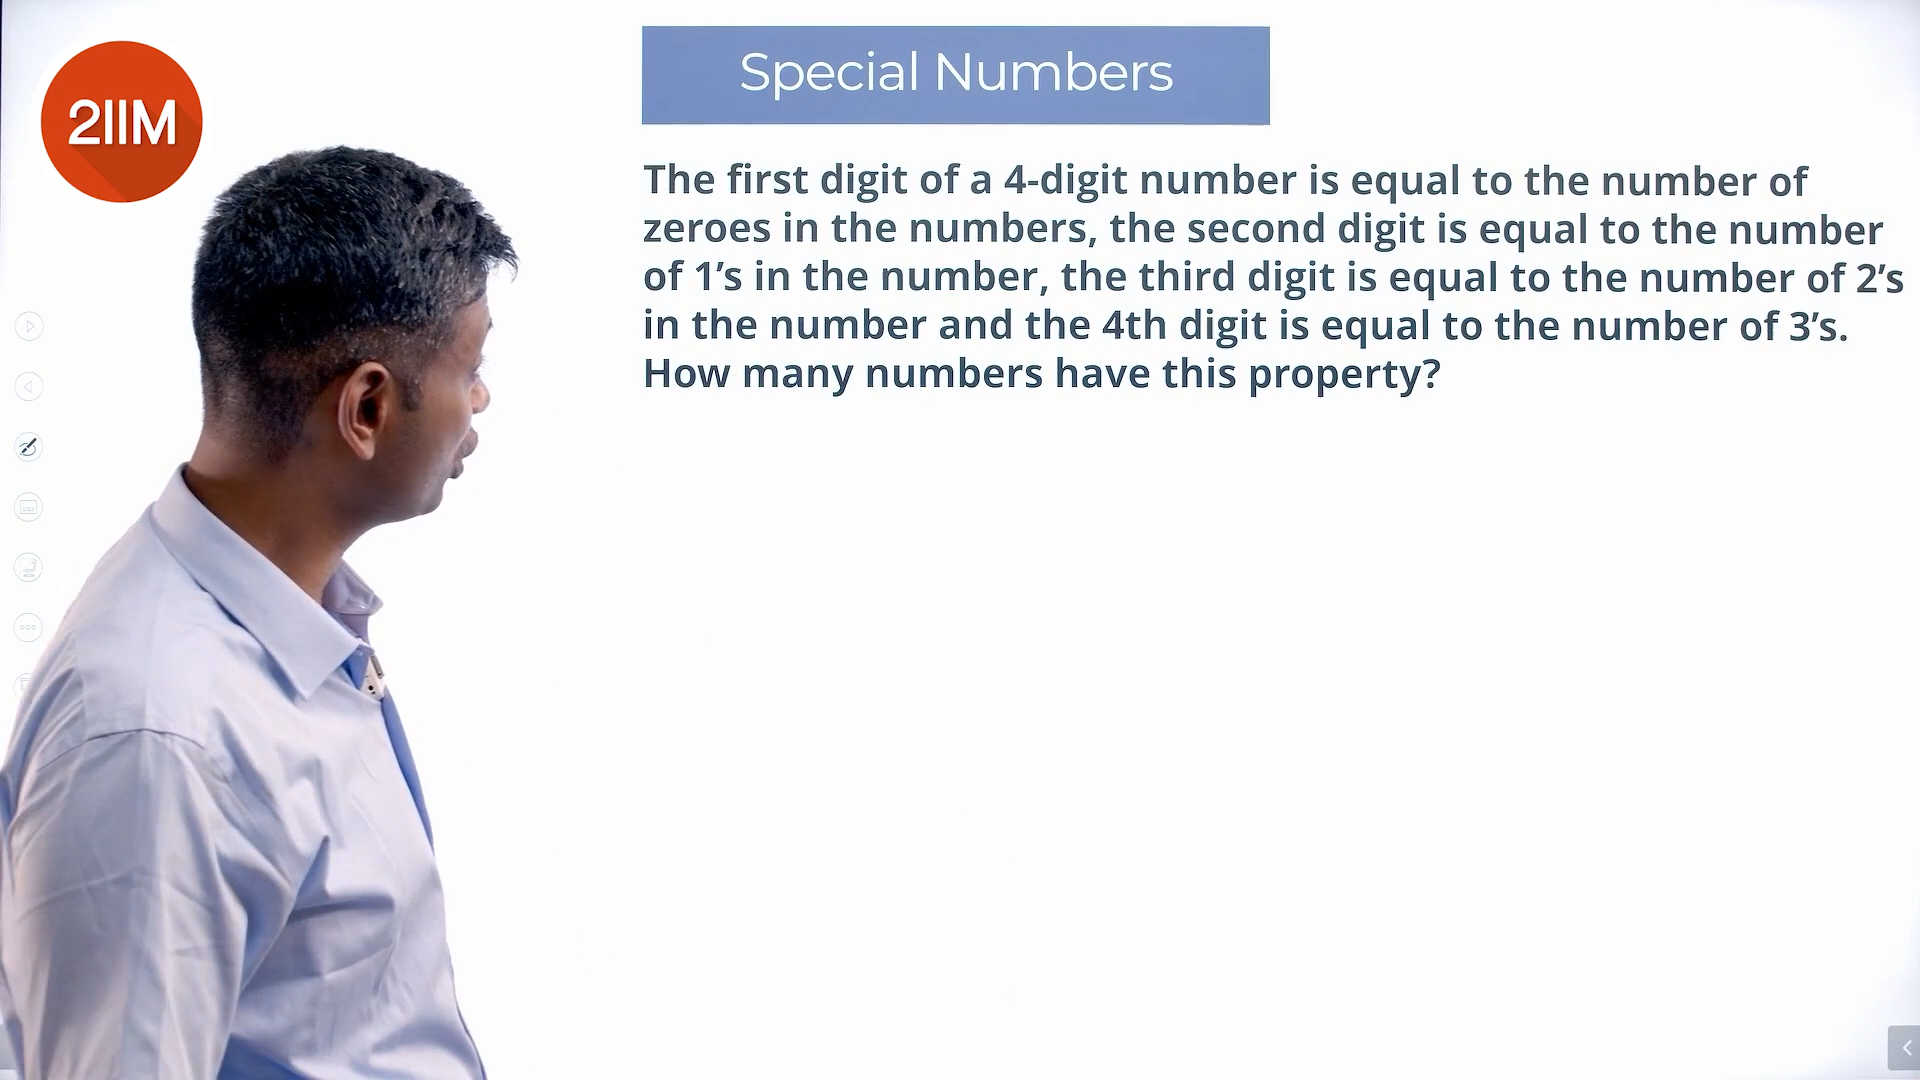 2IIM
Special Numbers
The first digit of a 4-digit number is equal to the number of
zeroes in the numbers, the second digit is equal to the number
of 1’s in the number, the third digit is equal to the number of 2’s
in the number and the 4th digit is equal to the number of 3’s.
How many numbers have this property?